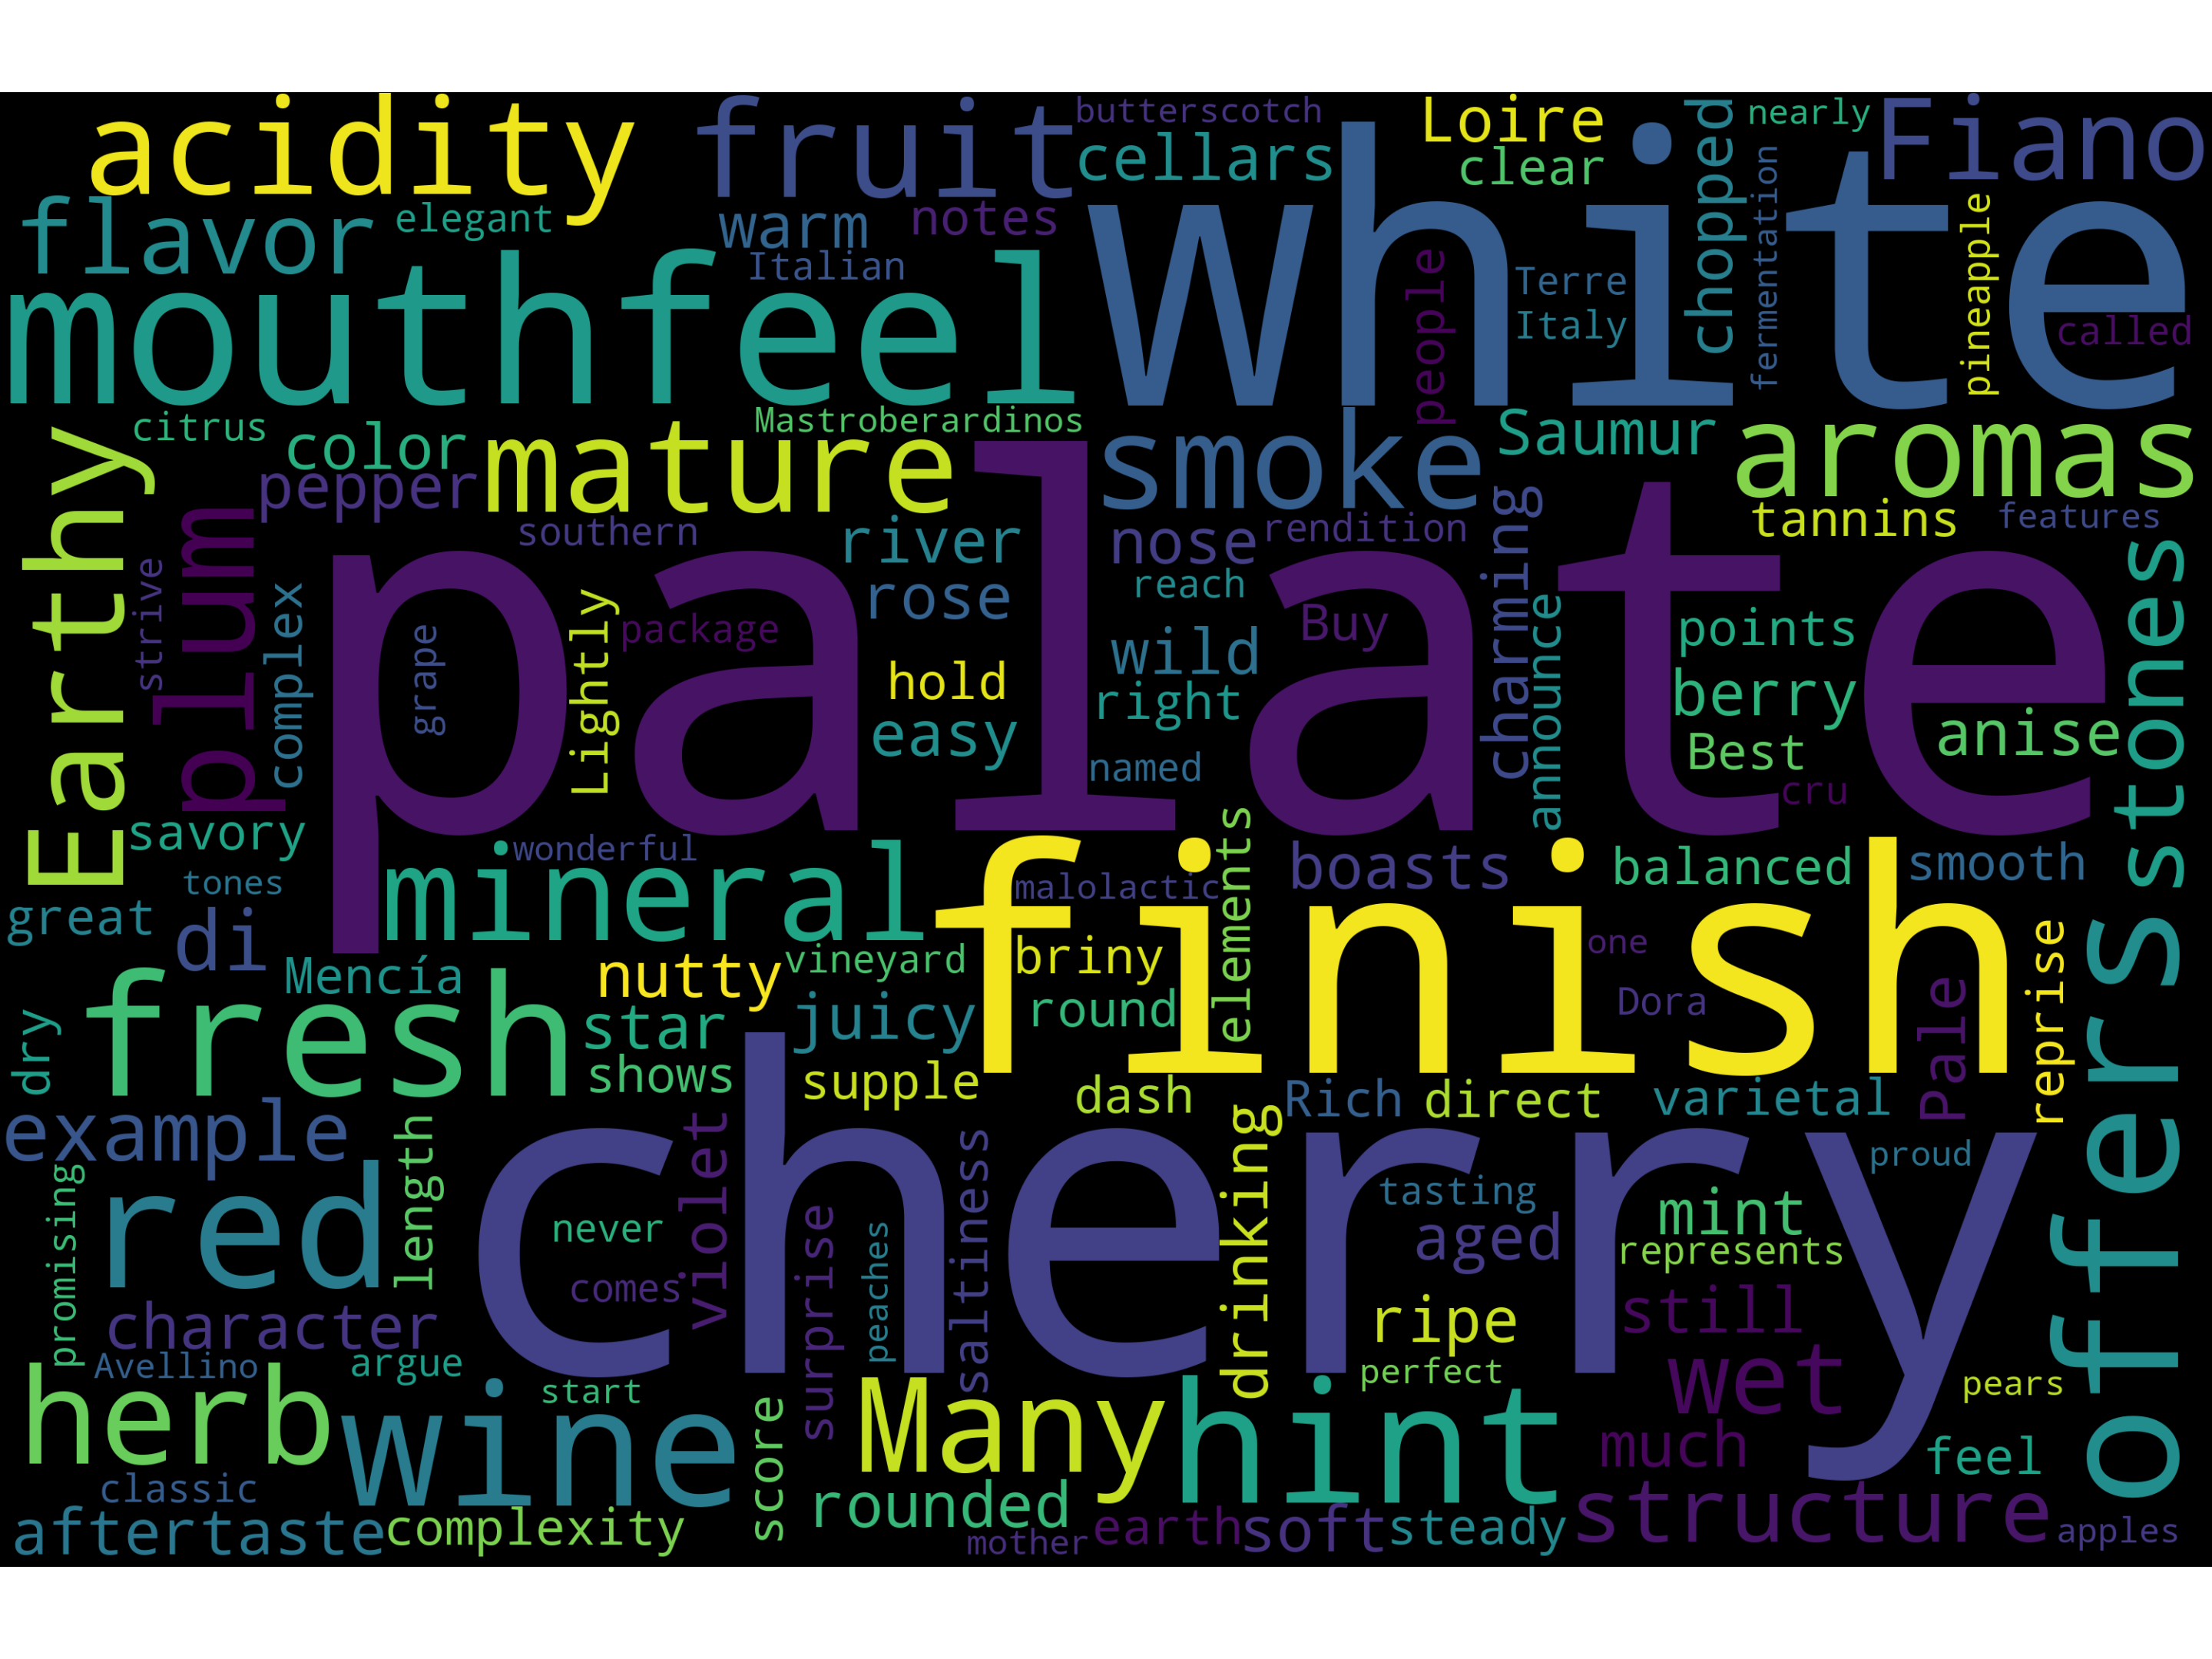 acidity
fruit
butterscotch
cellars
Loire
clear
chopped
nearly
Fiano
flavor
elegant
warm
notes
Italian
white
fermentation
pineapple
called
mouthfeel
people
Terre
Italy
citrus
color
Mastroberardinos
mature
smoke
Saumur
aromas
Earthy
plum
pepper
southern
river
nose
rendition
charming
tannins
features
strive
complex
palate
grape
Lightly
package
rose
reach
wild
Buy
announce
points
stones
hold
right
berry
easy
named
Best
anise
cru
savory
wonderful
mineral
finish
malolactic
elements
boasts
balanced
smooth
tones
great
di
Mencía
nutty
vineyard
briny
one
fresh
star
juicy
round
Dora
Pale
reprise
offers
dry
shows
supple
dash
Rich
direct
varietal
example
red
length
cherry
violet
saltiness
drinking
tasting
proud
promising
never
surprise
peaches
aged
mint
represents
comes
character
ripe
still
Avellino
argue
start
perfect
wet
pears
herb
wine
score
Many
hint
much
feel
classic
aftertaste
complexity
rounded
mother
earth
soft
steady
structure
apples